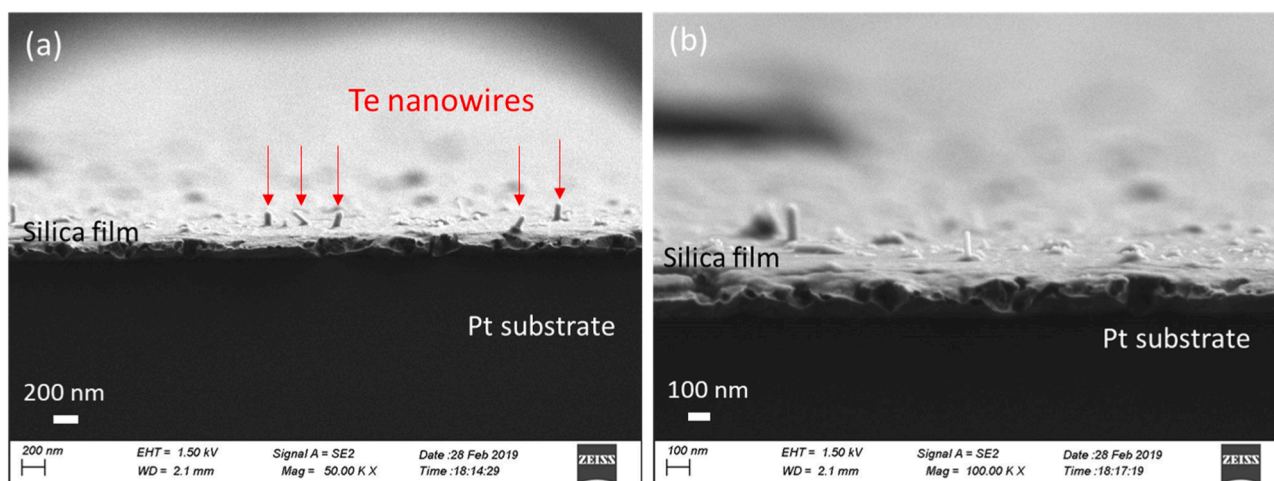 (a)
Te nanowires
Silica film
Pt substrate
200 nm
200 nm
EHT = 1.50 kV
Signal A = SE2
Date :28 Feb 2019
WD = 2.1 mm
Mag = 50.00 K X
Time :18:14:29
ZEISS
(b)
Silica film
Pt substrate
100 nm
100 nm
EHT = 1.50 kV
Signal A = SE2
Date :28 Feb 2019
WD = 2.1 mm
Mag = 100.00 K X
Time :18:17:19
ZEISS